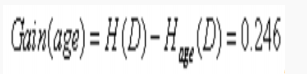 Gain(age) = H(D) − H_age(D) = 0.246